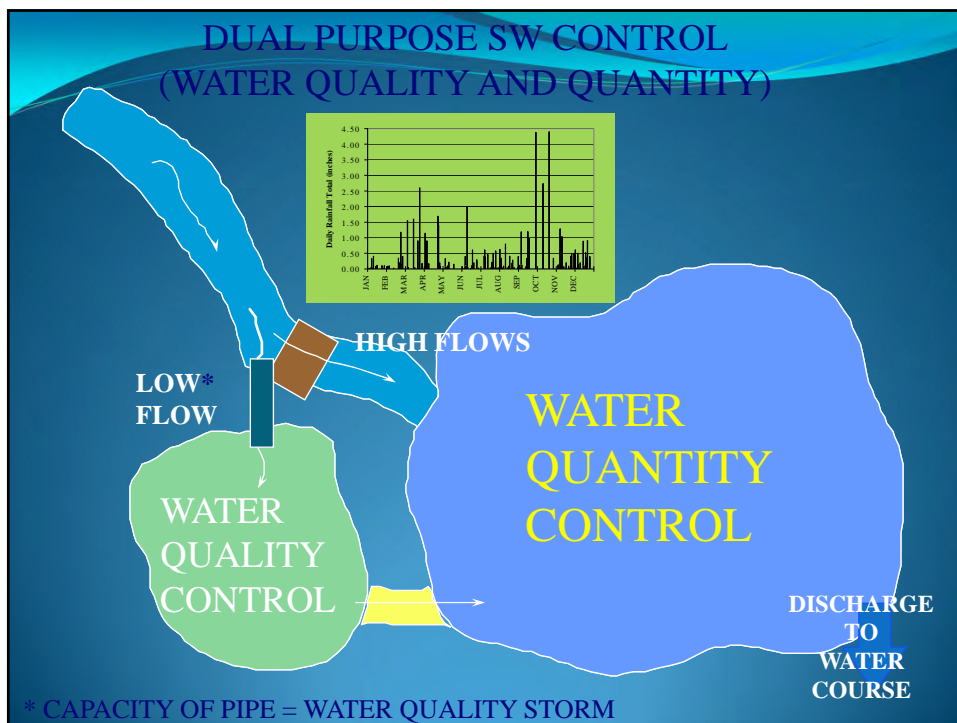 DUAL PURPOSE SW CONTROL
(WATER QUALITY AND QUANTITY)
Daily Rainfall Total (inches)
4.50
4.00
3.50
3.00
2.50
2.00
1.50
1.00
0.50
0.00
JAN
FEB
MAR
APR
MAY
JUN
JUL
AUG
SEP
OCT
NOV
DEC
HIGH FLOWS
LOW*
FLOW
WATER
QUANTITY
CONTROL
WATER
QUALITY
CONTROL
DISCHARGE
TO
WATER
COURSE
* CAPACITY OF PIPE = WATER QUALITY STORM